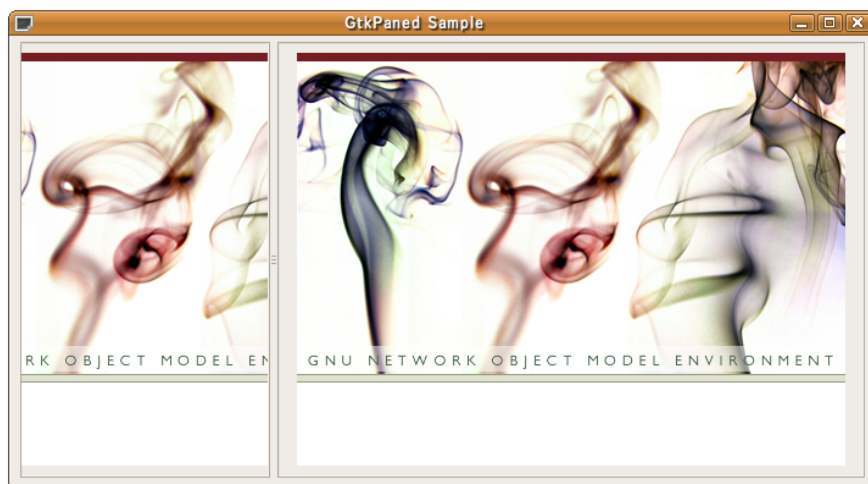 GtkPaned Sample
RK OBJECT MODEL EN
GNU NETWORK OBJECT MODEL ENVIRONMENT